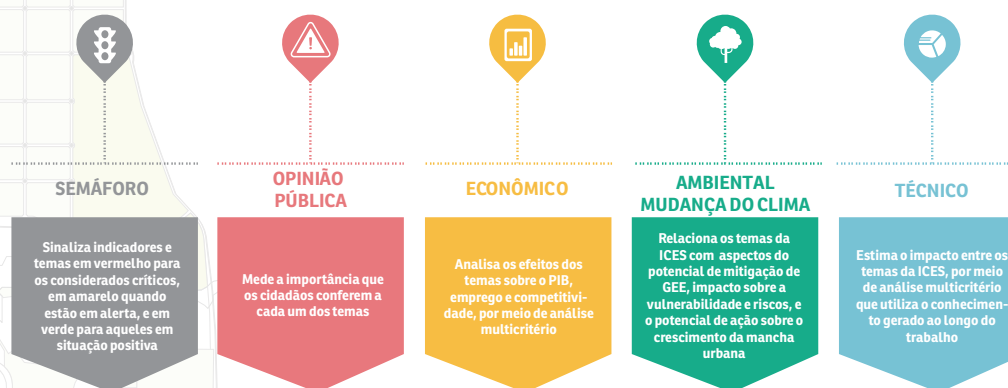 SEMÁFORO
Sinaliza indicadores e
temas em vermelho para
os considerados críticos,
em amarelo quando
estão em alerta, e em
verde para aqueles em
situação positiva
OPINIÃO
PÚBLICA
Mede a importância que
os cidadãos conferem a
cada um dos temas
ECONÔMICO
Analisa os efeitos dos
temas sobre o PIB,
emprego e competitivi-
dade, por meio de análise
multicritério
AMBIENTAL
MUDANÇA DO CLIMA
Relaciona os temas da
ICES com aspectos do
potencial de mitigação de
GEE, impacto sobre a
vulnerabilidade e riscos, e
o potencial de ação sobre o
crescimento da mancha
urbana
TÉCNICO
Estima o impacto entre os
temas da ICES, por meio
de análise multicritério
que utiliza o conhecimen-
to gerado ao longo do
trabalho